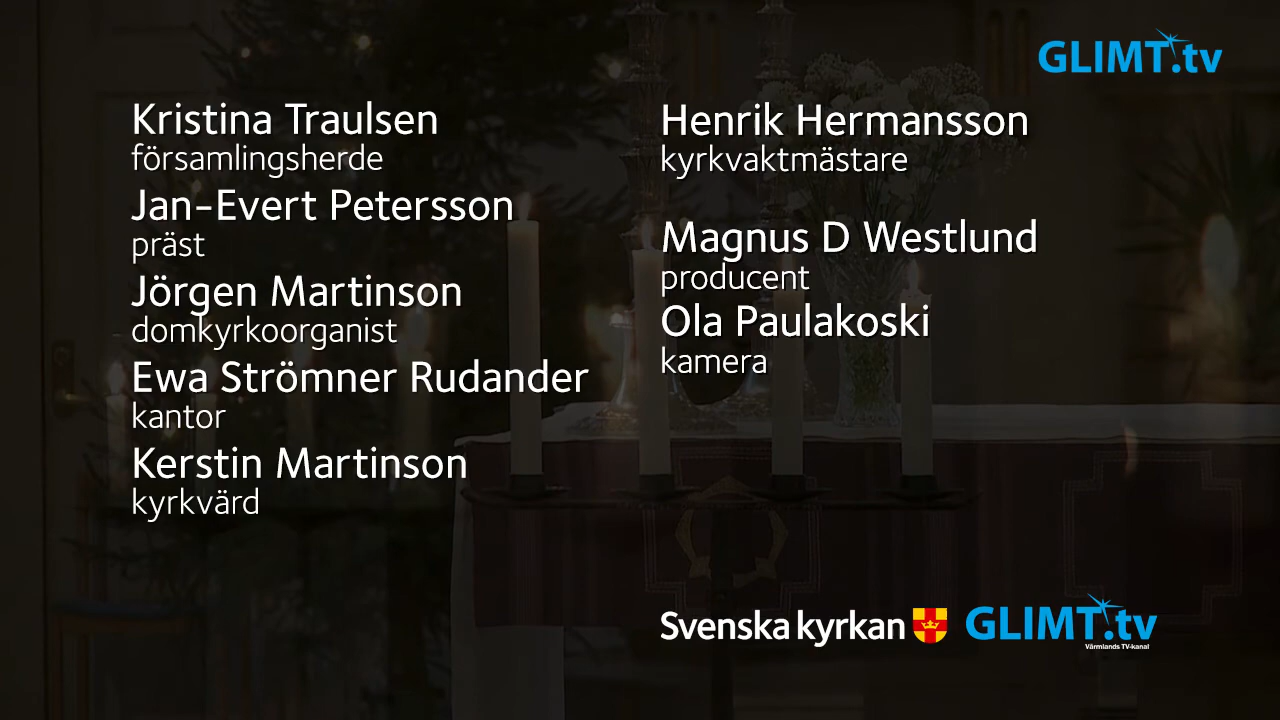 GLIMT.tv
Kristina Traulsen
församlingsherde
Jan-Evert Petersson
präst
Jörgen Martinson
domkyrkoorganist
Ewa Strömner Rudander
kantor
Kerstin Martinson
kyrkvärd
Henrik Hermansson
kyrkvaktmästare
Magnus D Westlund
producent
Ola Paulakoski
kamera
Svenska kyrkan
GLIMT.tv
Värmlands TV-kanal